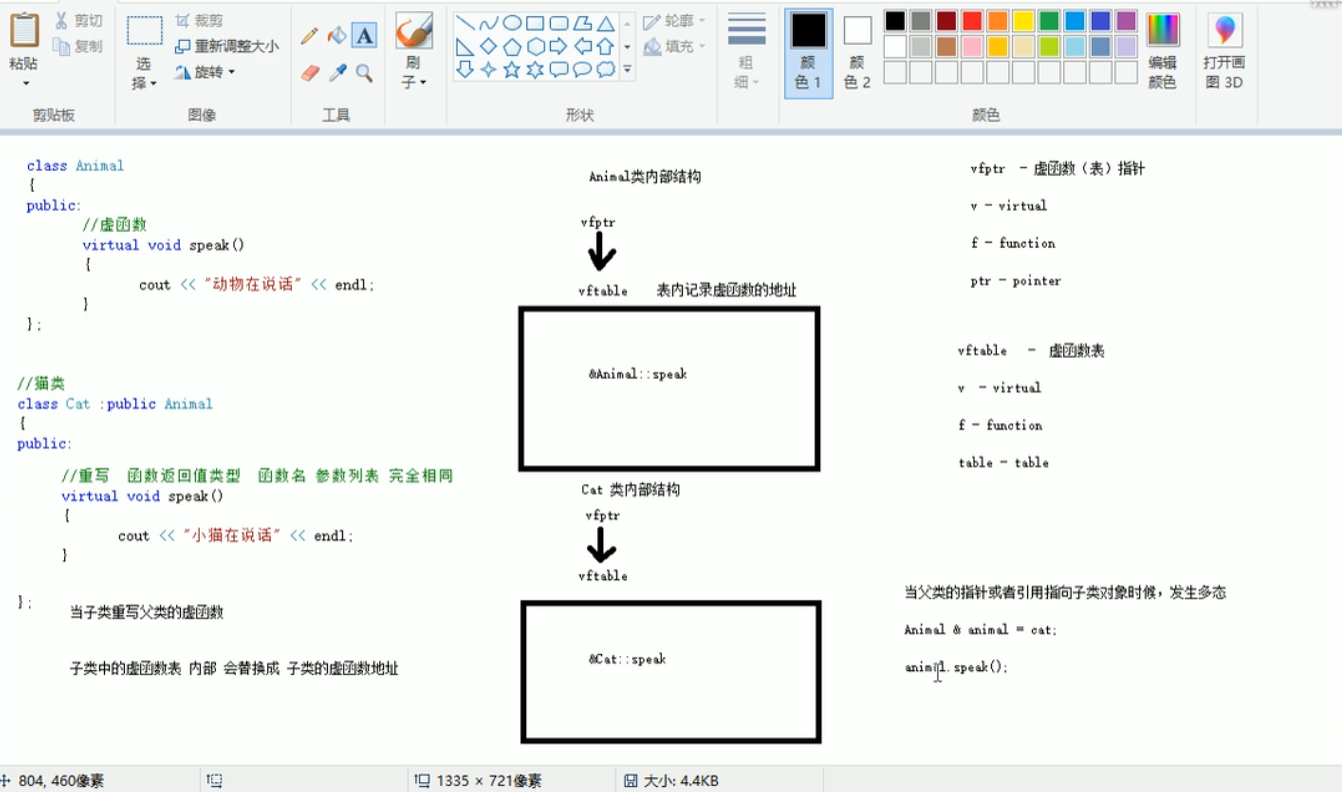 粘贴
剪切
复制
剪贴板
选
择
裁剪
重新调整大小
旋转
图像
A
工具
刷
子
轮廓
填充
形状
粗
细
颜
色 1
颜
色 2
颜色
编辑
颜色
打开画
图 3D
class Animal
{
public:
//虚函数
virtual void speak()
{
cout << "动物在说话" << endl;
}
};
//猫类
class Cat :public Animal
{
public:
//重写 函数返回值类型 函数名 参数列表 完全相同
virtual void speak()
{
cout << "小猫在说话" << endl;
}
};
当子类重写父类的虚函数
子类中的虚函数表 内部 会替换成 子类的虚函数地址
Animal类内部结构
vfptr
vftable 表内记录虚函数的地址
&Animal::speak
Cat 类内部结构
vfptr
vftable
&Cat::speak
vfptr - 虚函数（表）指针
v - virtual
f - function
ptr - pointer
vftable - 虚函数表
v - virtual
f - function
table - table
当父类的指针或者引用指向子类对象时候，发生多态
Animal & animal = cat;
animal.speak();
804, 460像素
1335 × 721像素
大小: 4.4KB